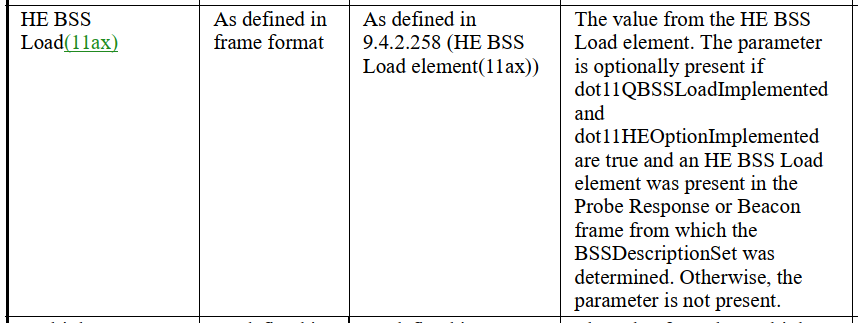 HE BSS
Load(11ax)
As defined in
frame format
As defined in
9.4.2.258 (HE BSS
Load element(11ax))
The value from the HE BSS
Load element. The parameter
is optionally present if
dot11QBSSLoadImplemented
and
dot11HEOptionImplemented
are true and an HE BSS Load
element was present in the
Probe Response or Beacon
frame from which the
BSSDescriptionSet was
determined. Otherwise, the
parameter is not present.